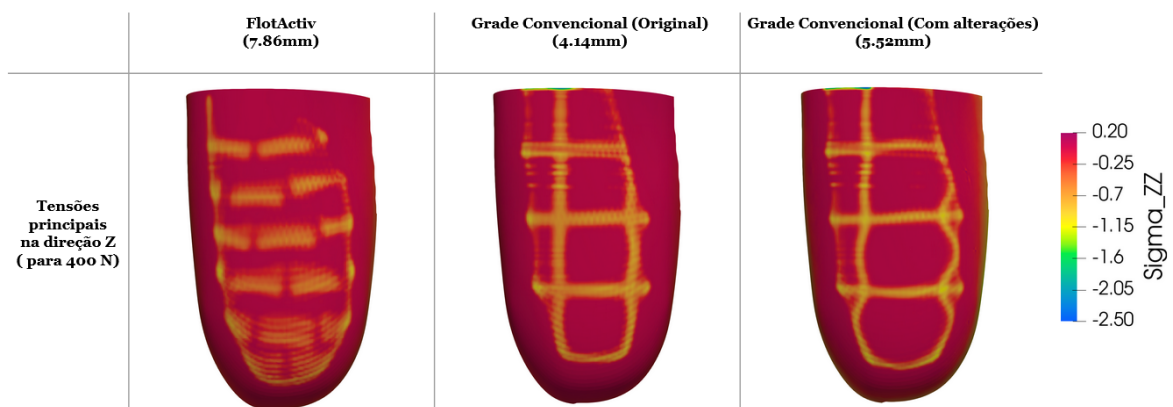 FlotActiv
(7.86mm)
Grade Convencional (Original)
(4.14mm)
Grade Convencional (Com alterações)
(5.52mm)
Tensões
principais
na direção Z
( para 400 N)
0.20
-0.25
-0.7
-1.15
-1.6
-2.05
-2.50
Sigma_ZZ